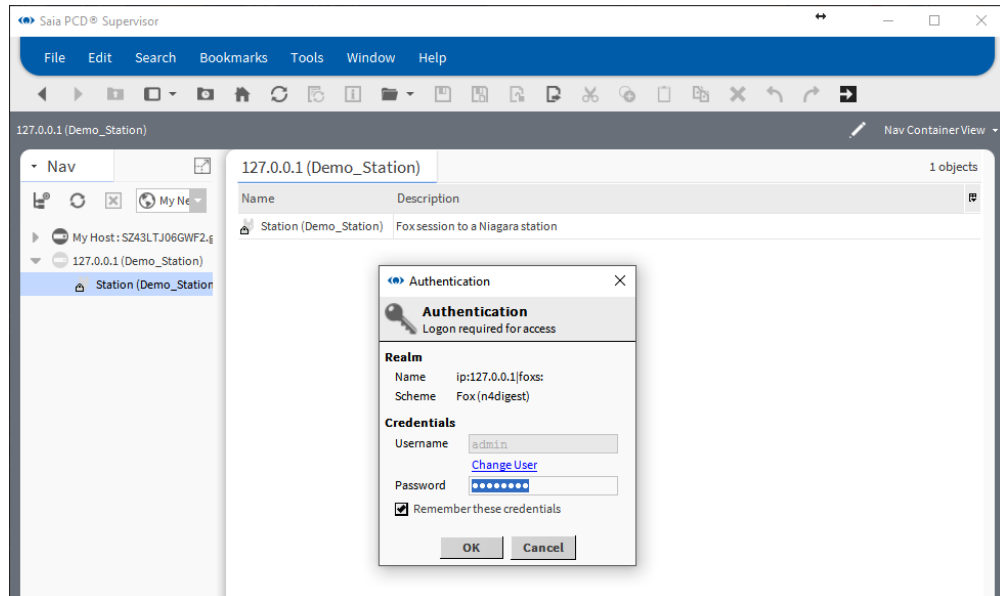 Saia PCD® Supervisor
File Edit Search Bookmarks Tools Window Help
127.0.0.1 (Demo_Station)
Nav Container View
Nav
127.0.0.1 (Demo_Station)
1 objects
My Ne
Name Description
Station (Demo_Station) Fox session to a Niagara station
My Host : SZ43LTJ06GWF2.g
127.0.0.1 (Demo_Station)
Station (Demo_Station
Authentication
Authentication
Logon required for access
Realm
Name ip:127.0.0.1|foxs:
Scheme Fox (n4digest)
Credentials
Username admin
Change User
Password
Remember these credentials
OK Cancel